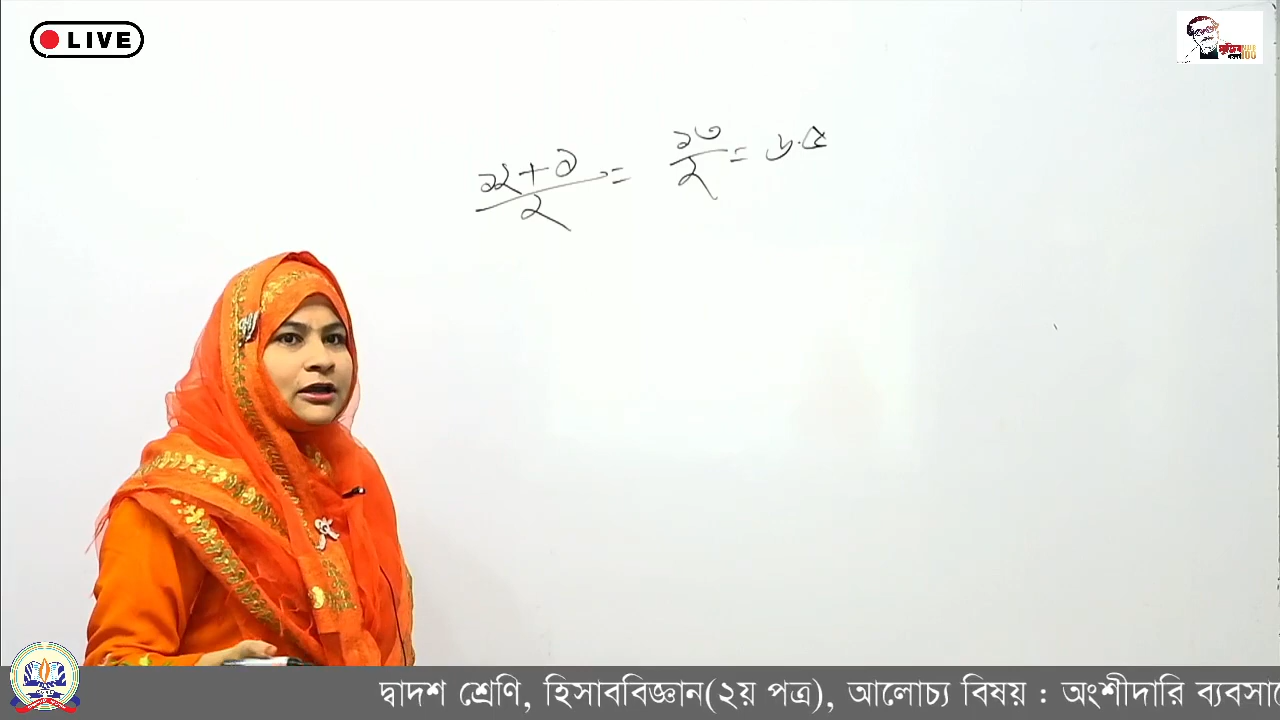 LIVE
১২+১/২ = ১৩/২ = ৬.৫
দ্বাদশ শ্রেণি, হিসাববিজ্ঞান(২য় পত্র), আলোচ্য বিষয় : অংশীদারি ব্যবসায়ে